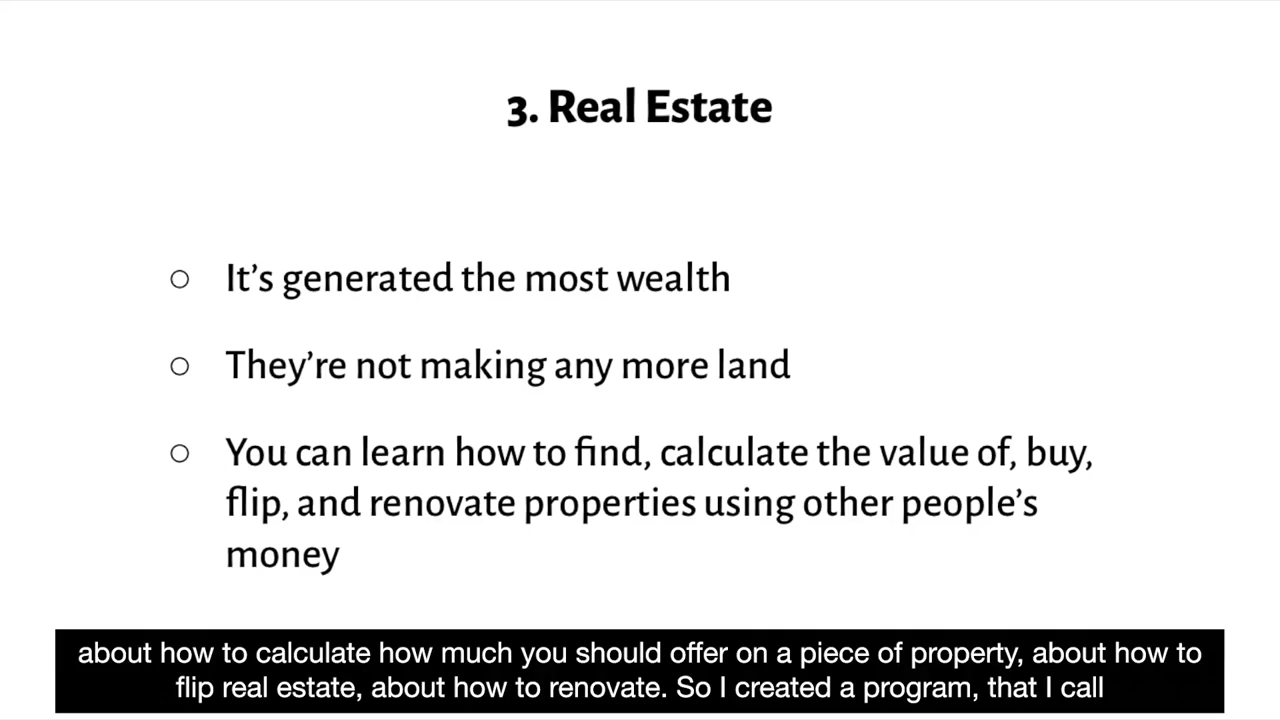 3. Real Estate
○ It's generated the most wealth
○ They're not making any more land
○ You can learn how to find, calculate the value of, buy,
flip, and renovate properties using other people's
money
about how to calculate how much you should offer on a piece of property, about how to
flip real estate, about how to renovate. So I created a program, that I call